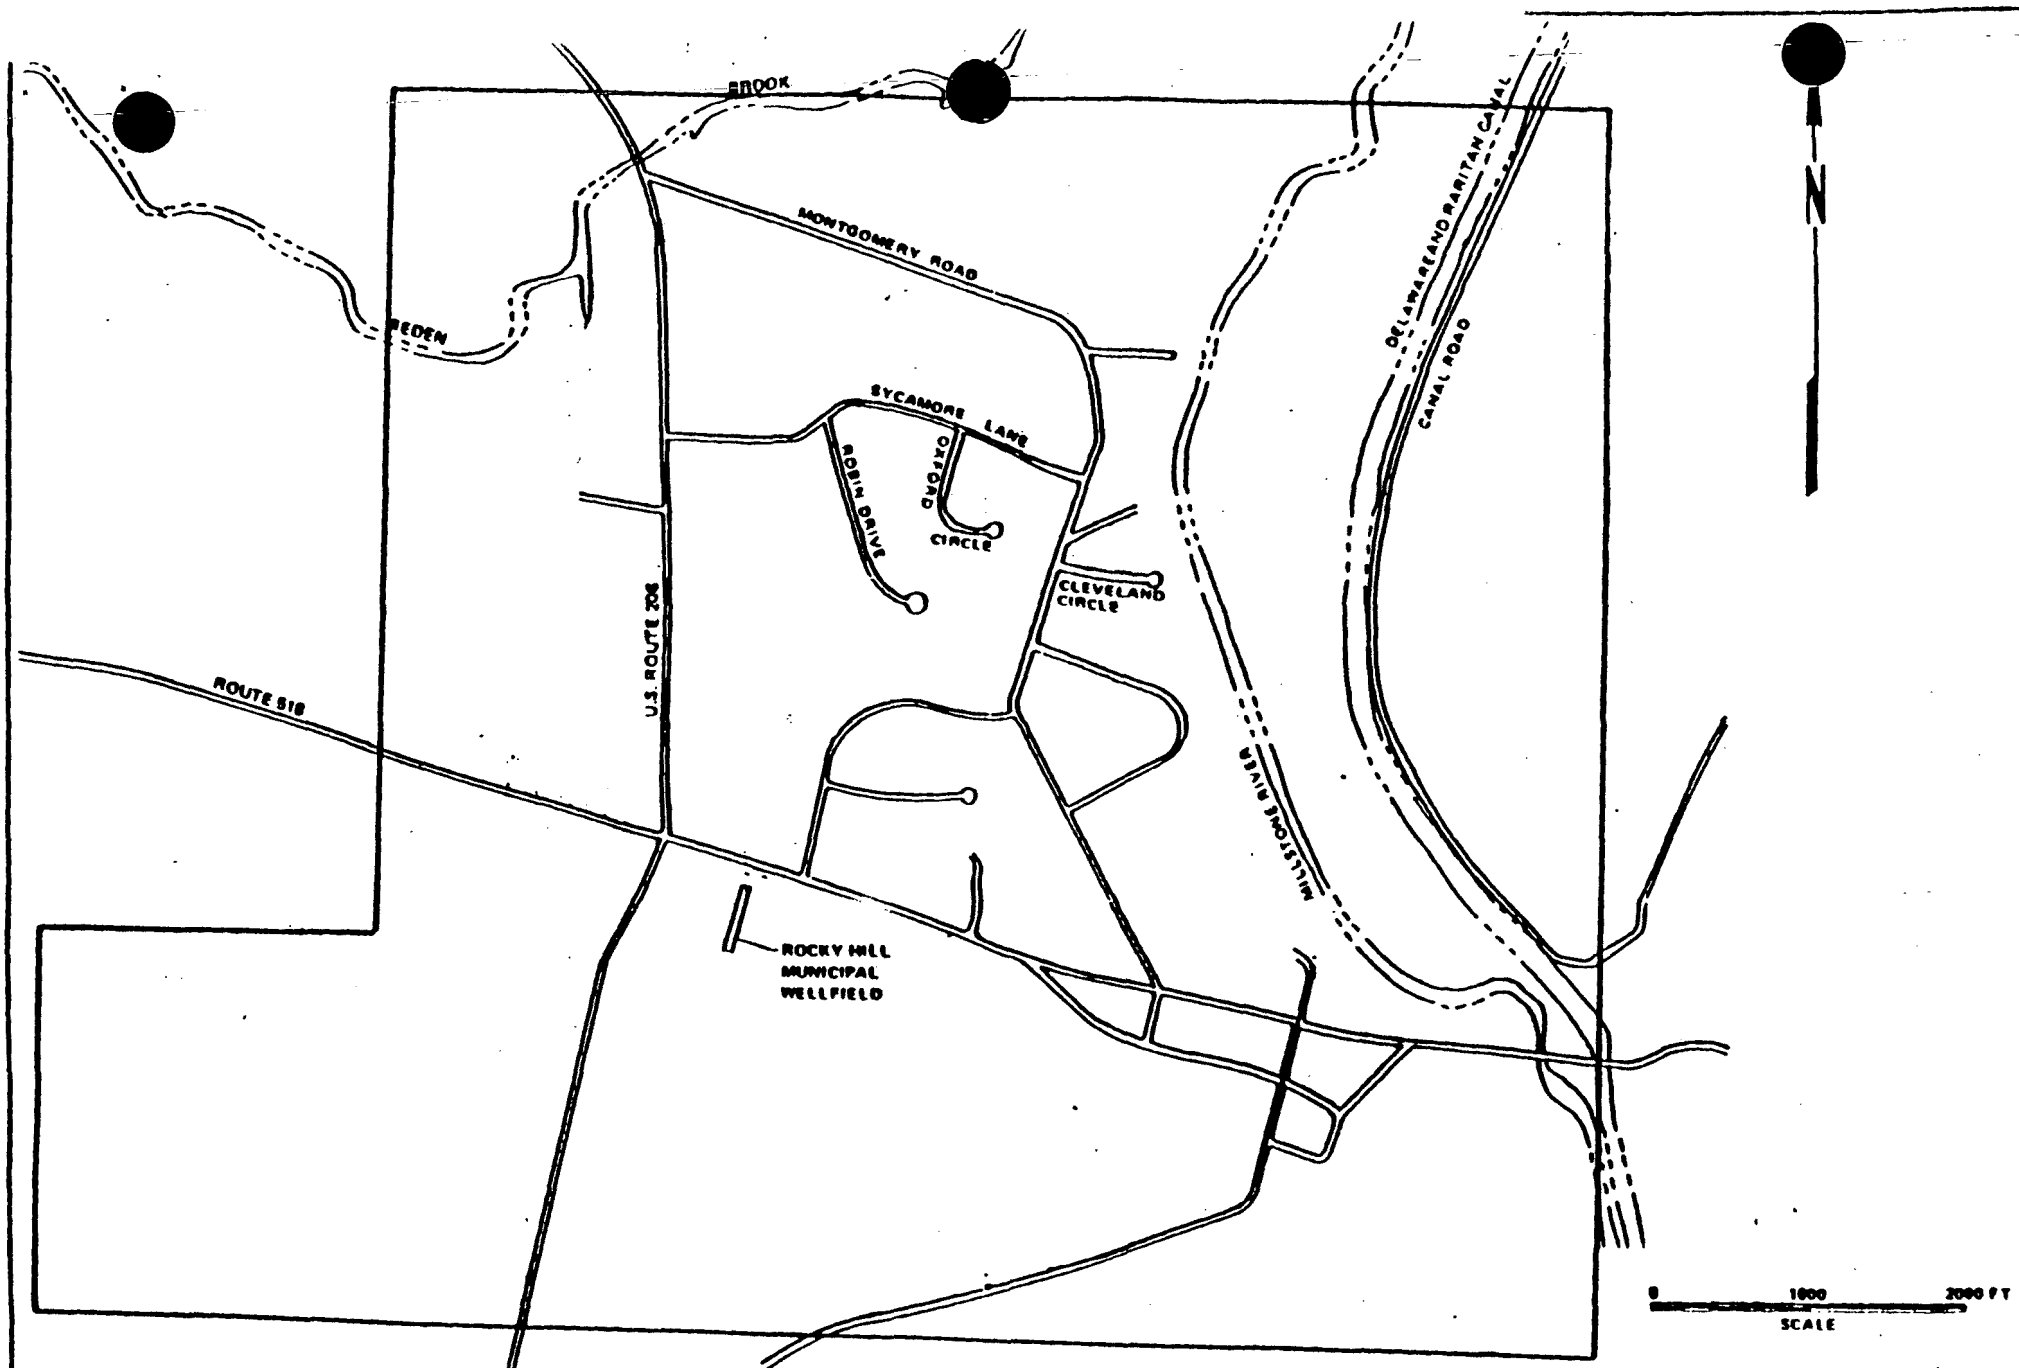 BROOK
N
DELAWARE AND RARITAN CANAL
MONTGOMERY ROAD
BEDEN
CANAL ROAD
SYCAMORE LANE
ROBIN DRIVE
OXFORD
CIRCLE
CLEVELAND
CIRCLE
U.S. ROUTE 206
ROUTE 518
MILLSTONE RIVER
ROCKY HILL
MUNICIPAL
WELLFIELD
0 1000 2000 FT
SCALE